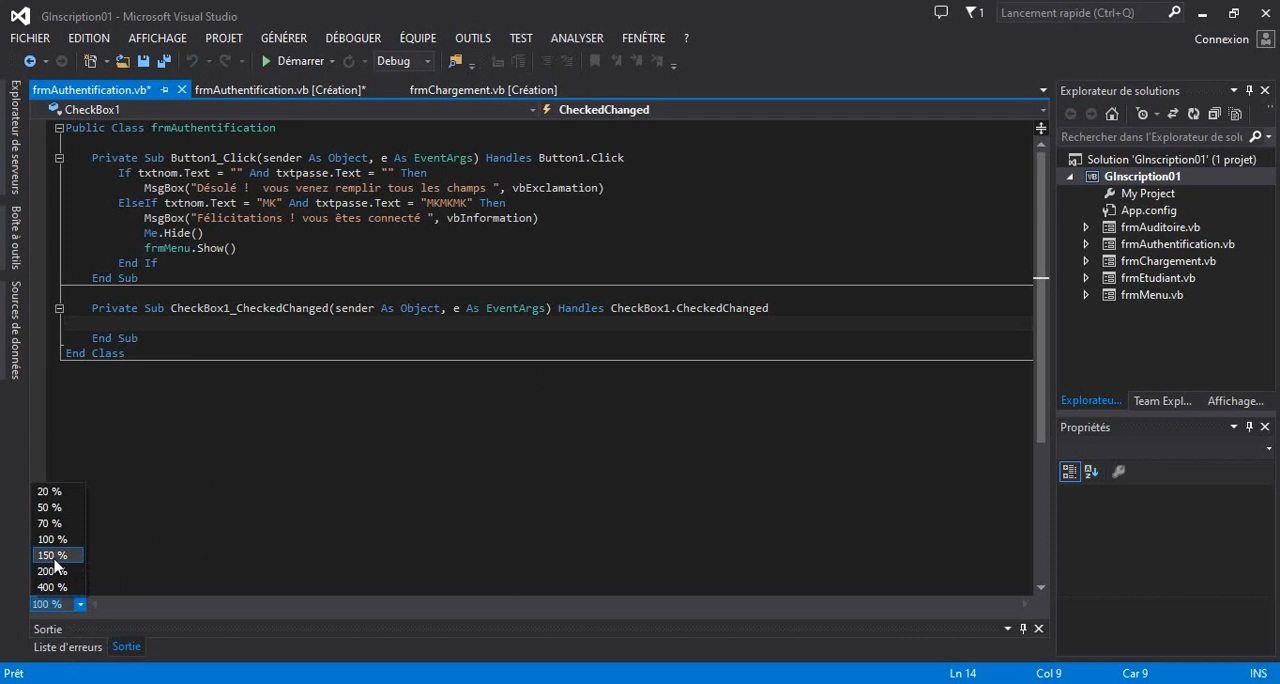 GInscription01 - Microsoft Visual Studio
1
Lancement rapide (Ctrl+Q)
FICHIER EDITION AFFICHAGE PROJET GÉNÉRER DÉBOGUER ÉQUIPE OUTILS TEST ANALYSER FENÊTRE ?
Connexion
Démarrer Debug
Explorateur de serveurs
Boîte à outils
Sources de données
frmAuthentification.vb* frmAuthentification.vb [Création]* frmChargement.vb [Création]
CheckBox1 CheckedChanged
Public Class frmAuthentification
Private Sub Button1_Click(sender As Object, e As EventArgs) Handles Button1.Click
If txtnom.Text = "" And txtpasse.Text = "" Then
MsgBox("Désolé ! vous venez remplir tous les champs ", vbExclamation)
ElseIf txtnom.Text = "MK" And txtpasse.Text = "MKMKMK" Then
MsgBox("Félicitations ! vous êtes connecté ", vbInformation)
Me.Hide()
frmMenu.Show()
End If
End Sub
Private Sub CheckBox1_CheckedChanged(sender As Object, e As EventArgs) Handles CheckBox1.CheckedChanged
End Sub
End Class
20 %
50 %
70 %
100 %
150 %
200 %
400 %
100 %
Sortie
Liste d'erreurs Sortie
Explorateur de solutions
Rechercher dans l'Explorateur de solu
Solution 'GInscription01' (1 projet)
VB GInscription01
My Project
App.config
frmAuditoire.vb
frmAuthentification.vb
frmChargement.vb
frmEtudiant.vb
frmMenu.vb
Explorateu... Team Expl... Affichage...
Propriétés
Prêt Ln 14 Col 9 Car 9 INS